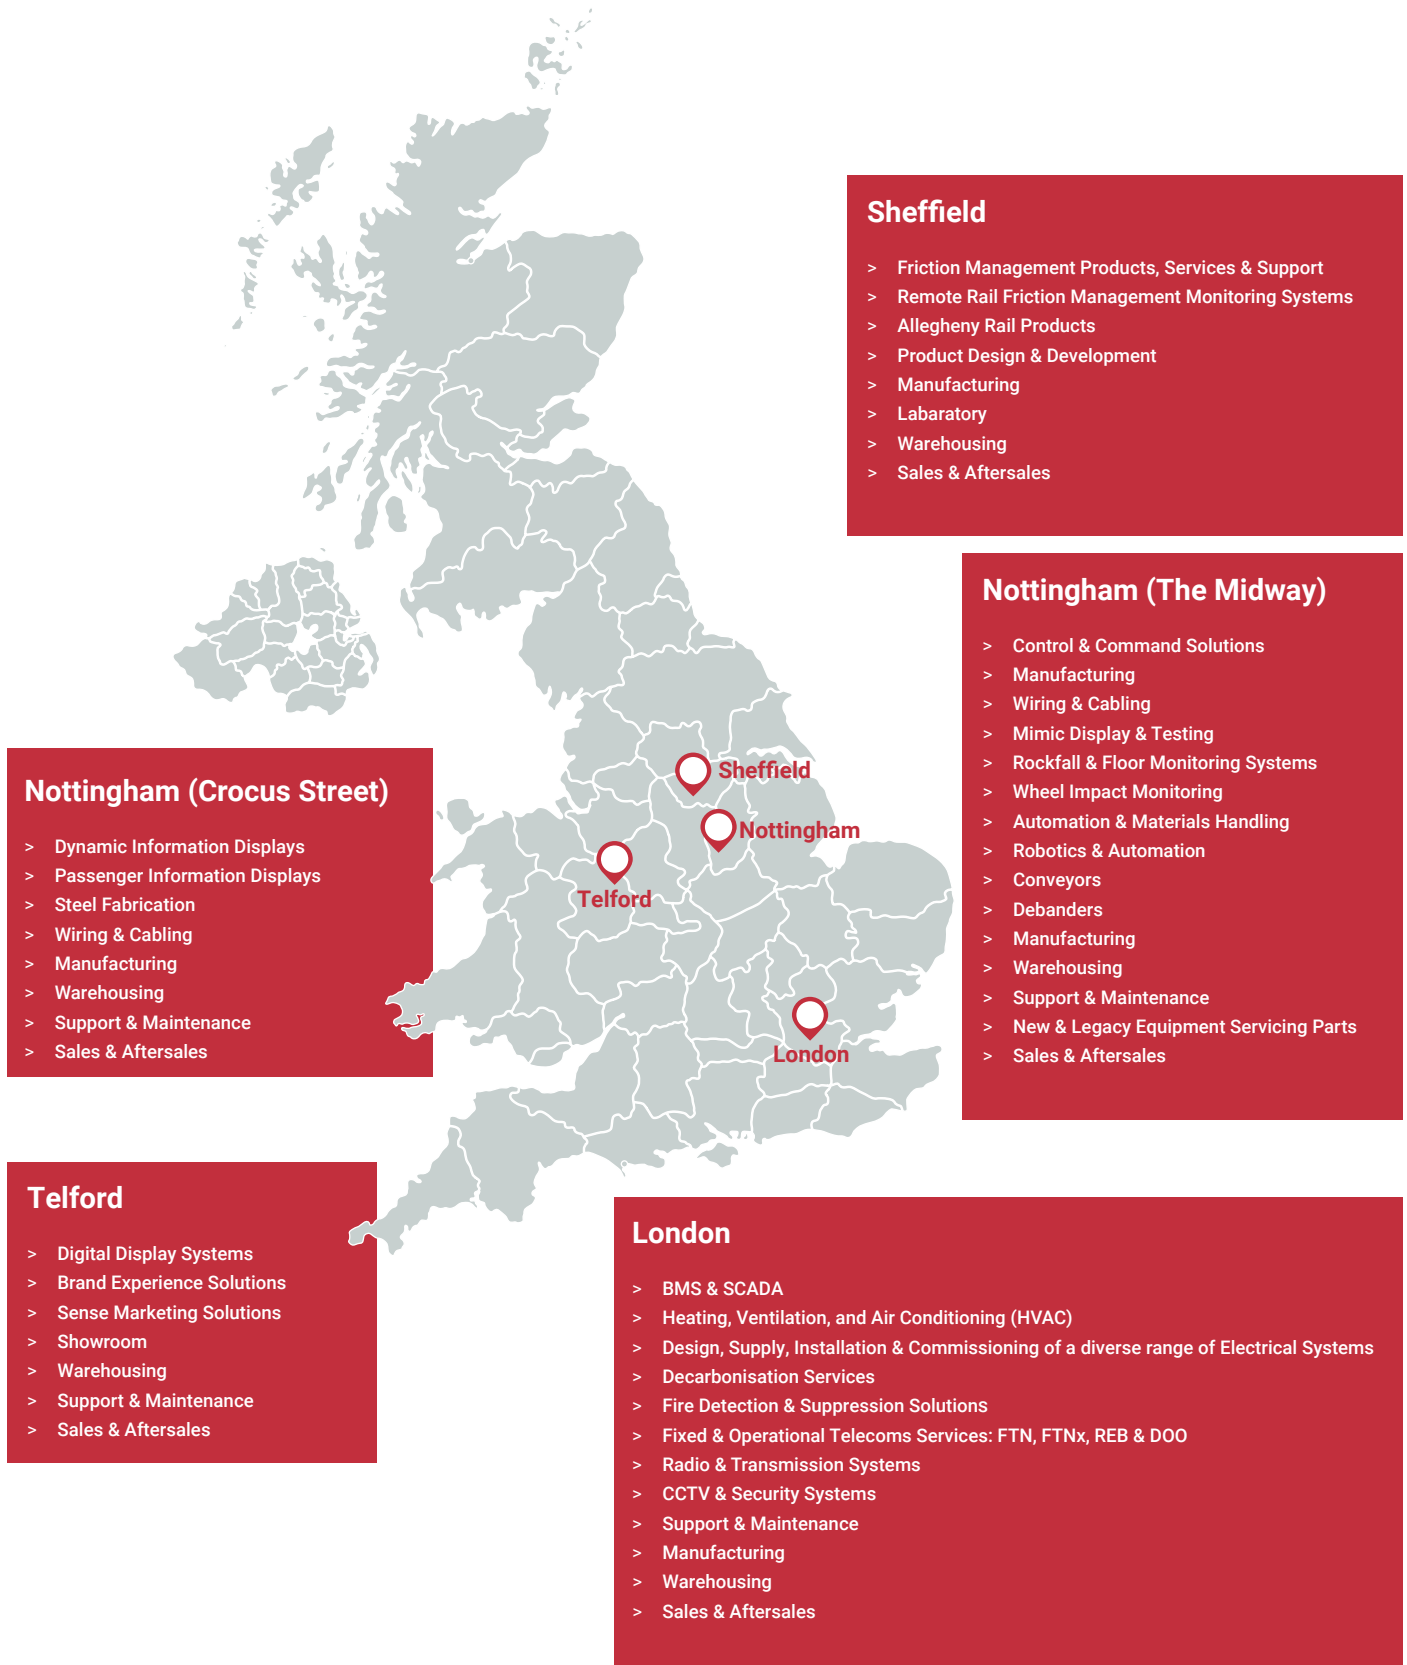 Sheffield
> Friction Management Products, Services & Support
> Remote Rail Friction Management Monitoring Systems
> Allegheny Rail Products
> Product Design & Development
> Manufacturing
> Labaratory
> Warehousing
> Sales & Aftersales
Nottingham (The Midway)
> Control & Command Solutions
> Manufacturing
> Wiring & Cabling
> Mimic Display & Testing
> Rockfall & Floor Monitoring Systems
> Wheel Impact Monitoring
> Automation & Materials Handling
> Robotics & Automation
> Conveyors
> Debanders
> Manufacturing
> Warehousing
> Support & Maintenance
> New & Legacy Equipment Servicing Parts
> Sales & Aftersales
Sheffield
Nottingham
Telford
London
Nottingham (Crocus Street)
> Dynamic Information Displays
> Passenger Information Displays
> Steel Fabrication
> Wiring & Cabling
> Manufacturing
> Warehousing
> Support & Maintenance
> Sales & Aftersales
Telford
> Digital Display Systems
> Brand Experience Solutions
> Sense Marketing Solutions
> Showroom
> Warehousing
> Support & Maintenance
> Sales & Aftersales
London
> BMS & SCADA
> Heating, Ventilation, and Air Conditioning (HVAC)
> Design, Supply, Installation & Commissioning of a diverse range of Electrical Systems
> Decarbonisation Services
> Fire Detection & Suppression Solutions
> Fixed & Operational Telecoms Services: FTN, FTNx, REB & DOO
> Radio & Transmission Systems
> CCTV & Security Systems
> Support & Maintenance
> Manufacturing
> Warehousing
> Sales & Aftersales